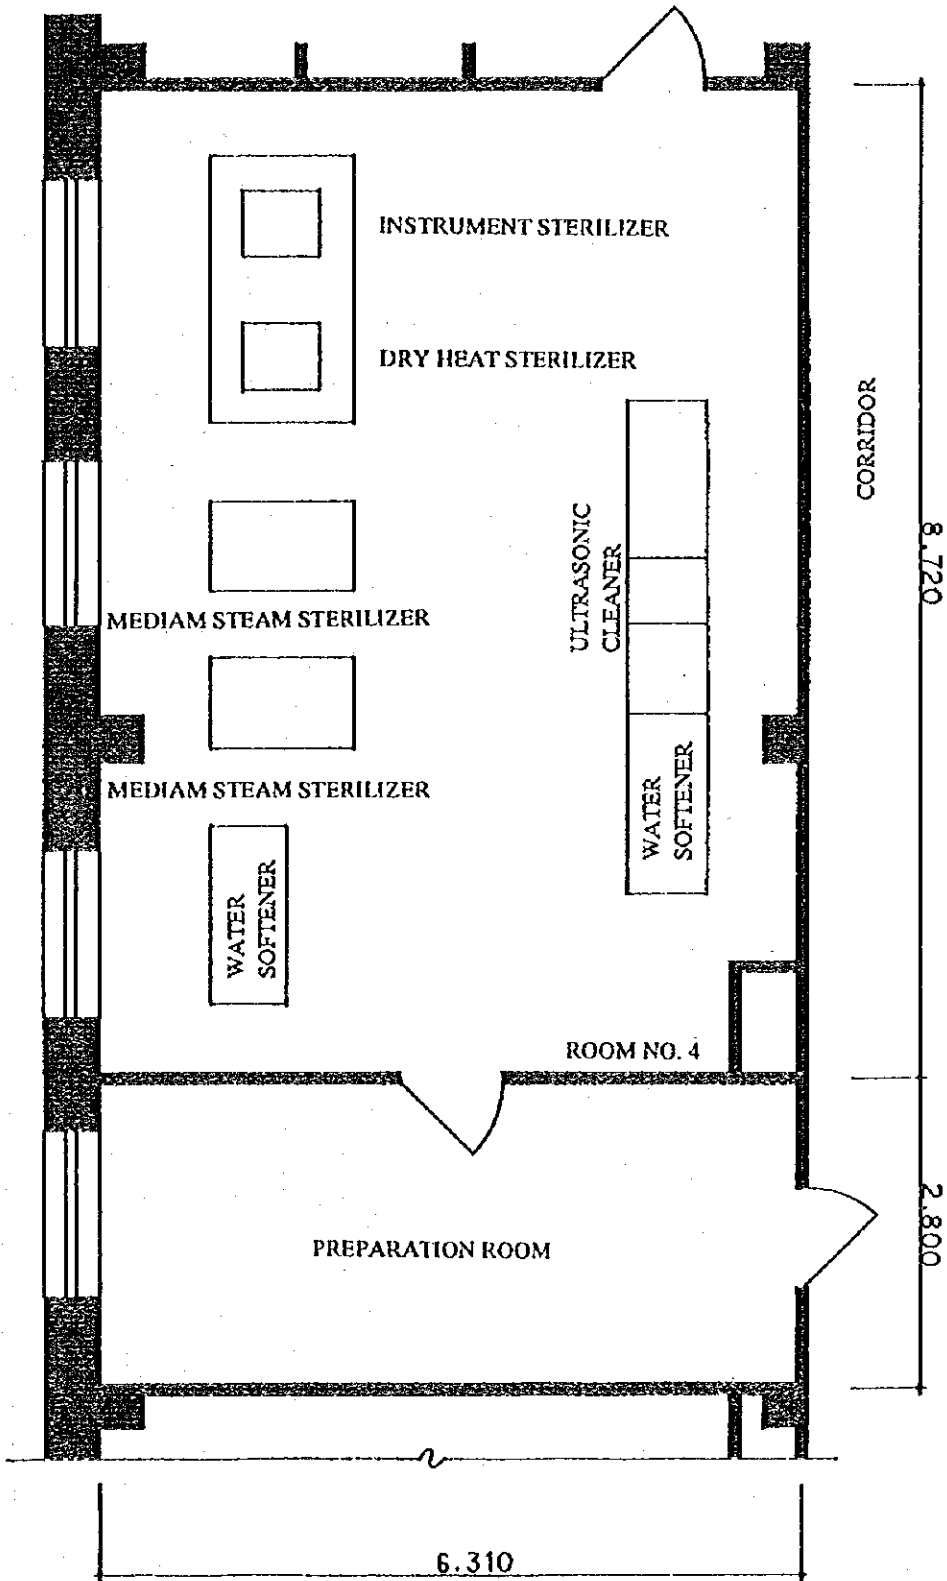 INSTRUMENT STERILIZER
DRY HEAT STERILIZER
CORRIDOR
8.720
ULTRASONIC
CLEANER
MEDIAM STEAM STERILIZER
WATER
SOFTENER
MEDIAM STEAM STERILIZER
WATER
SOFTENER
ROOM NO. 4
2.800
PREPARATION ROOM
6.310